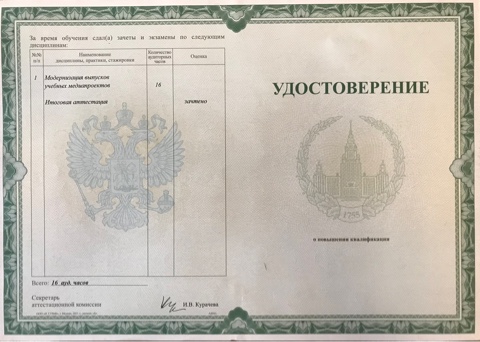 За время обучения сдал(а) зачеты и экзамены по следующим
дисциплинам:
№№
п/п
Наименование
дисциплины, практики, стажировки
Количество
аудиторных
часов
Оценка
1 Модернизация выпусков
учебных медиапроектов 16
Итоговая аттестация зачтено
Всего: 16 ауд. часов
Секретарь
аттестационной комиссии И.В. Курачева
УДОСТОВЕРЕНИЕ
1755
о повышении квалификации